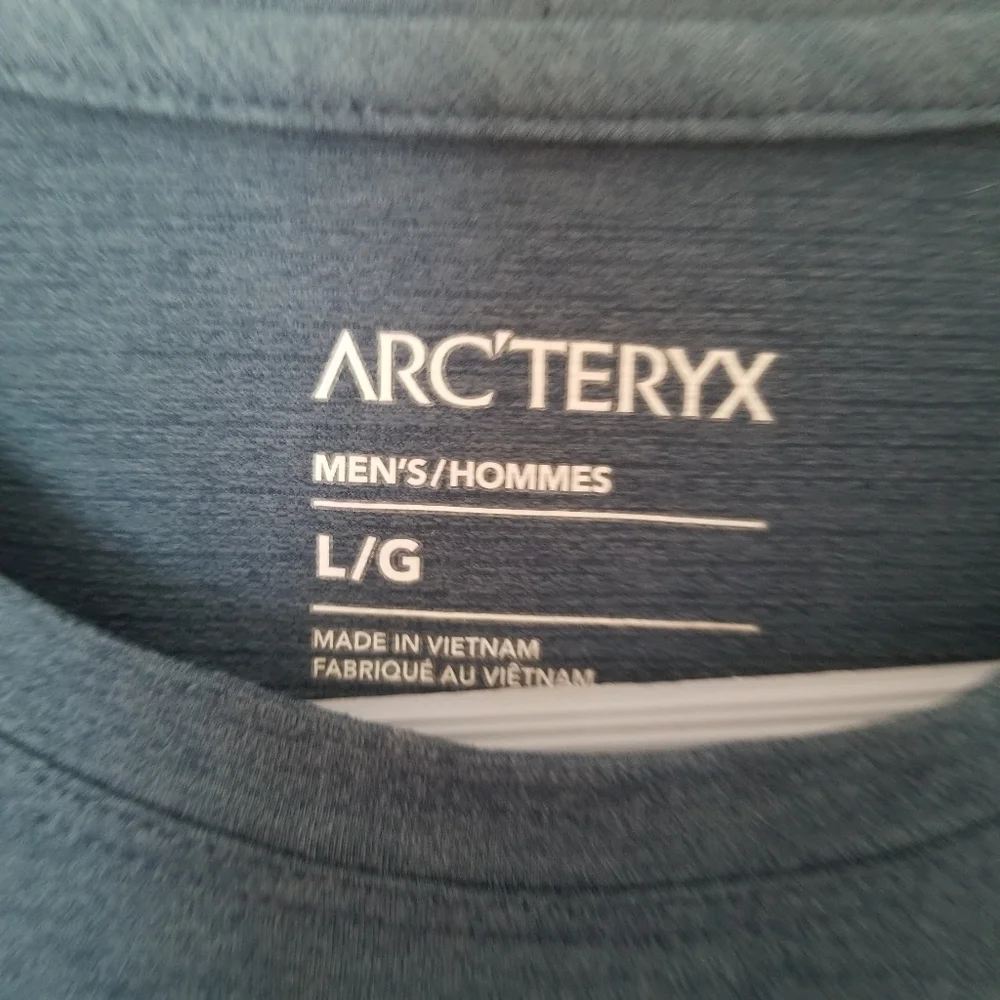 ARC'TERYX
MEN'S/HOMMES
L/G
MADE IN VIETNAM
FABRIQUÉ AU VIÊTNAM